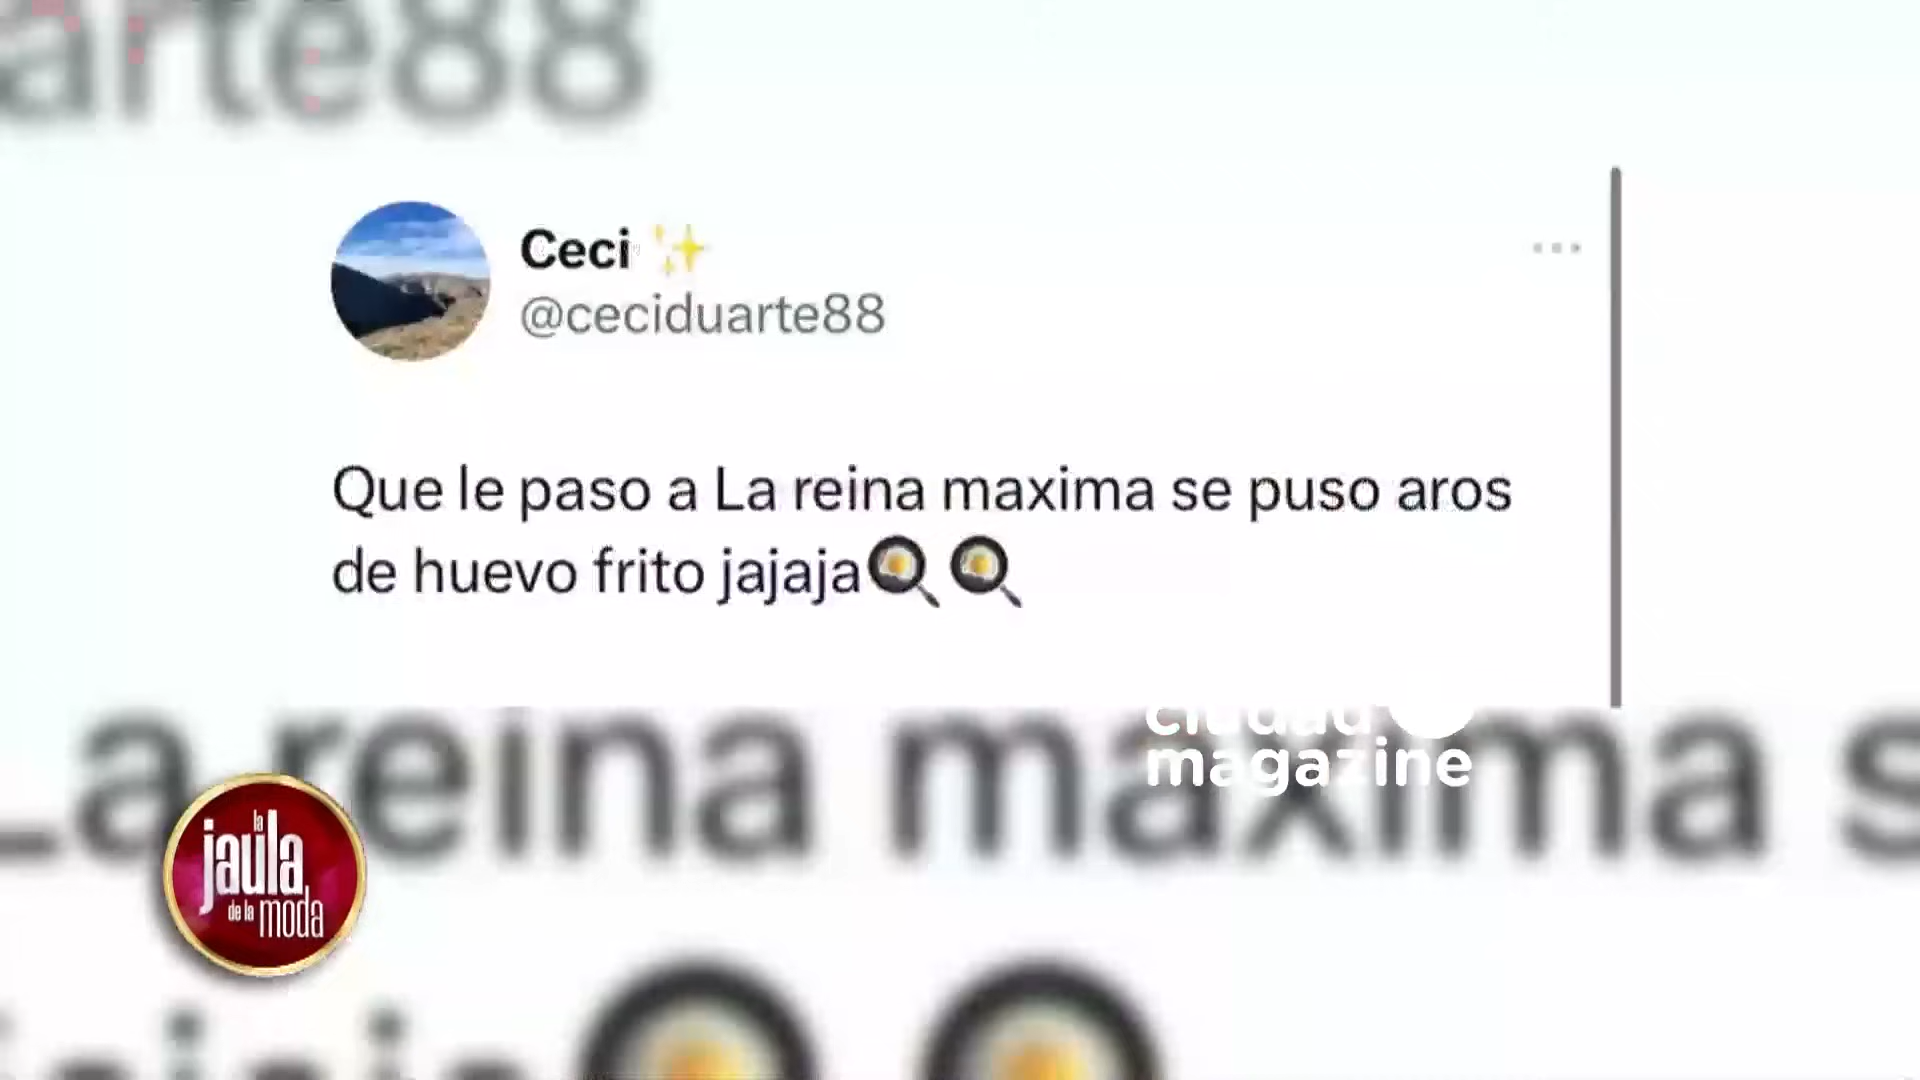 arte88
Ceci ✨
@ceciduarte88
Que le paso a La reina maxima se puso aros
de huevo frito jajaja🍳🍳
La reina maxima s
ciudad
magazine
la
jaula
de la moda